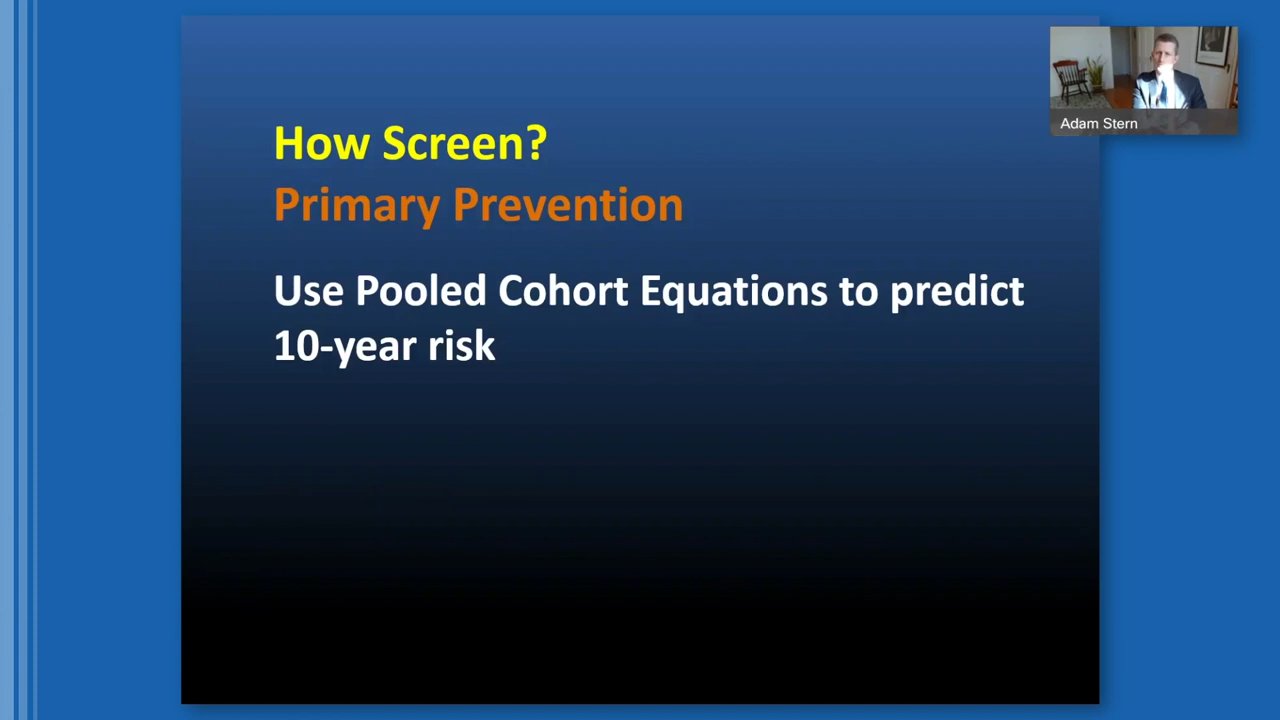 How Screen?
Primary Prevention
Use Pooled Cohort Equations to predict
10-year risk
Adam Stern